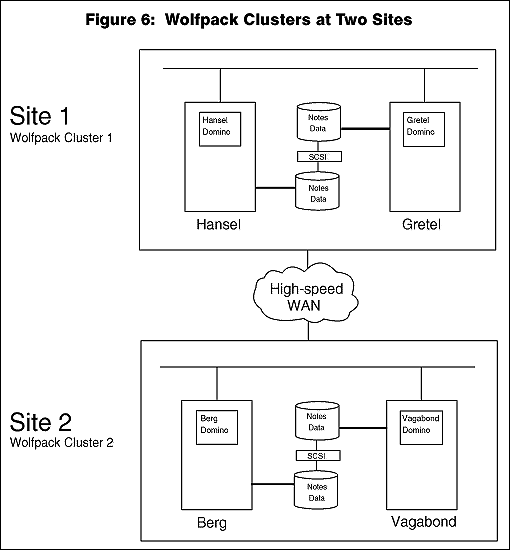 Figure 6:  Wolfpack Clusters at Two Sites
Site 1
Wolfpack Cluster 1
Hansel
Domino
Notes
Data
SCSI
Notes
Data
Gretel
Domino
Hansel
Gretel
High-speed
WAN
Site 2
Wolfpack Cluster 2
Berg
Domino
Notes
Data
SCSI
Notes
Data
Vagabond
Domino
Berg
Vagabond